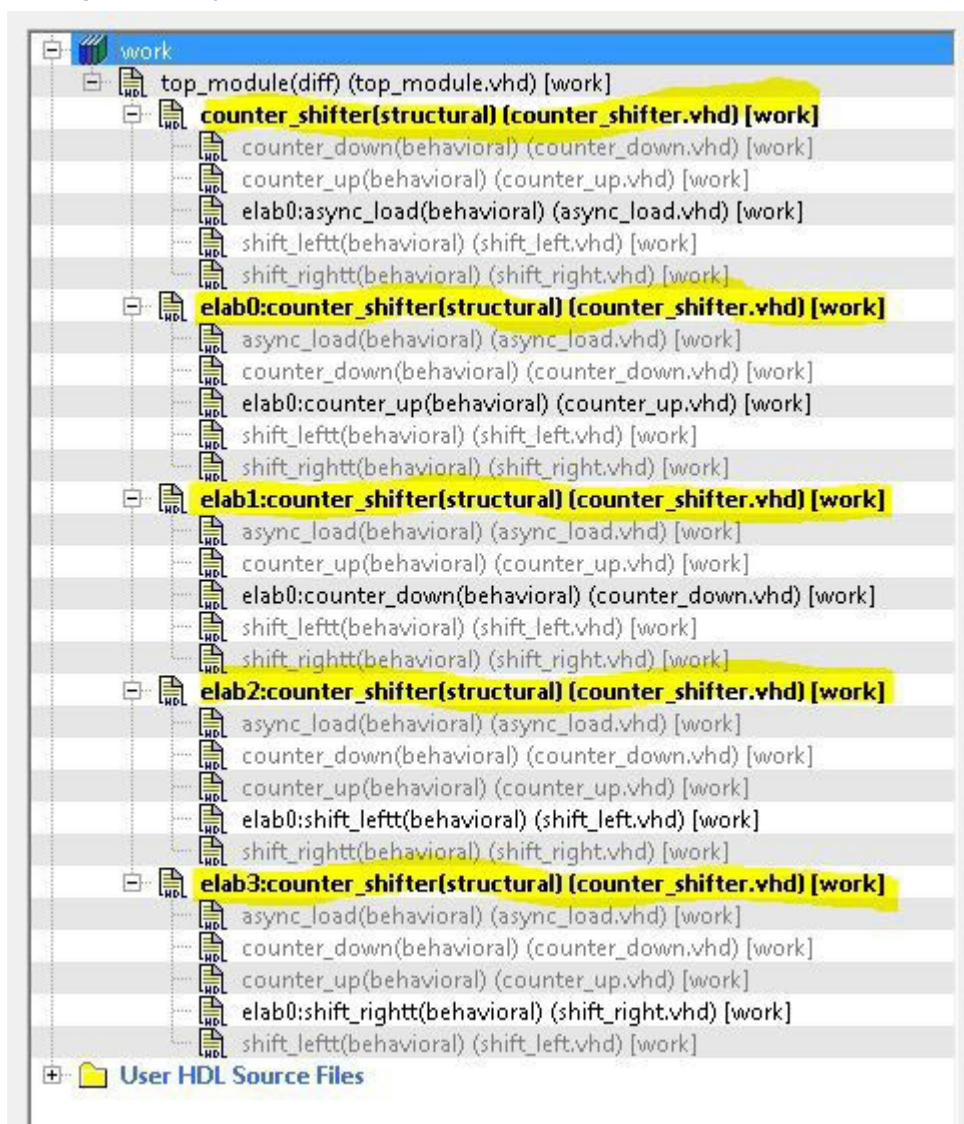 work
top_module(diff) (top_module.vhd) [work]
counter_shifter(structural) (counter_shifter.vhd) [work]
counter_down(behavioral) (counter_down.vhd) [work]
counter_up(behavioral) (counter_up.vhd) [work]
elab0:async_load(behavioral) (async_load.vhd) [work]
shift_leftt(behavioral) (shift_left.vhd) [work]
shift_rightt(behavioral) (shift_right.vhd) [work]
elab0:counter_shifter(structural) (counter_shifter.vhd) [work]
async_load(behavioral) (async_load.vhd) [work]
counter_down(behavioral) (counter_down.vhd) [work]
elab0:counter_up(behavioral) (counter_up.vhd) [work]
shift_leftt(behavioral) (shift_left.vhd) [work]
shift_rightt(behavioral) (shift_right.vhd) [work]
elab1:counter_shifter(structural) (counter_shifter.vhd) [work]
async_load(behavioral) (async_load.vhd) [work]
counter_up(behavioral) (counter_up.vhd) [work]
elab0:counter_down(behavioral) (counter_down.vhd) [work]
shift_leftt(behavioral) (shift_left.vhd) [work]
shift_rightt(behavioral) (shift_right.vhd) [work]
elab2:counter_shifter(structural) (counter_shifter.vhd) [work]
async_load(behavioral) (async_load.vhd) [work]
counter_down(behavioral) (counter_down.vhd) [work]
counter_up(behavioral) (counter_up.vhd) [work]
elab0:shift_leftt(behavioral) (shift_left.vhd) [work]
shift_rightt(behavioral) (shift_right.vhd) [work]
elab3:counter_shifter(structural) (counter_shifter.vhd) [work]
async_load(behavioral) (async_load.vhd) [work]
counter_down(behavioral) (counter_down.vhd) [work]
counter_up(behavioral) (counter_up.vhd) [work]
elab0:shift_rightt(behavioral) (shift_right.vhd) [work]
shift_leftt(behavioral) (shift_left.vhd) [work]
User HDL Source Files